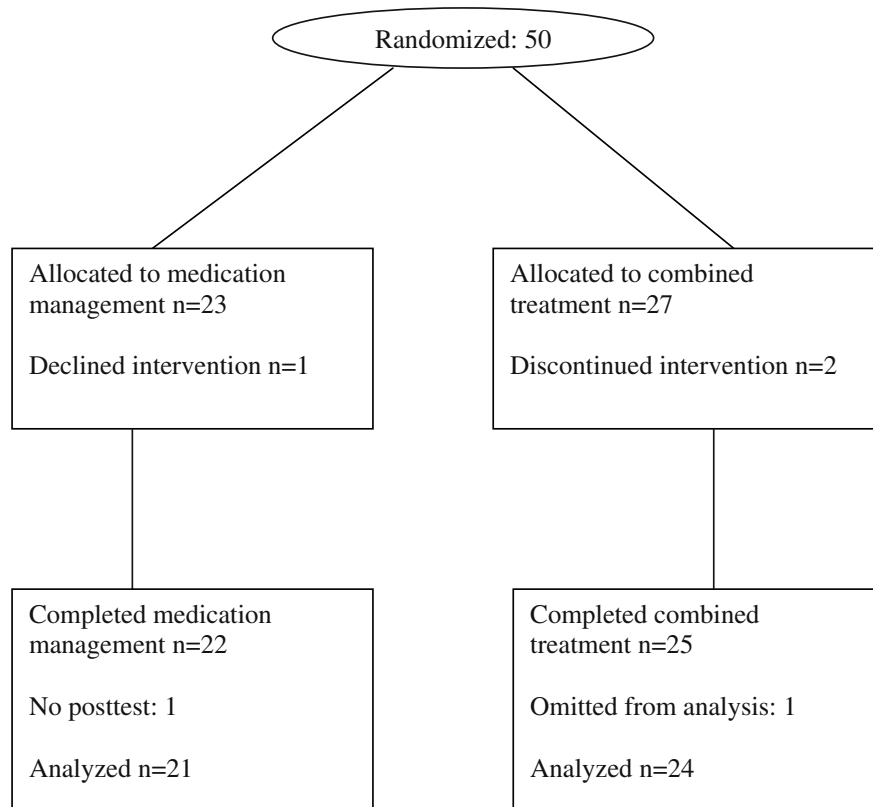 Randomized: 50
Allocated to medication
management n=23
Declined intervention n=1
Allocated to combined
treatment n=27
Discontinued intervention n=2
Completed medication
management n=22
No posttest: 1
Analyzed n=21
Completed combined
treatment n=25
Omitted from analysis: 1
Analyzed n=24